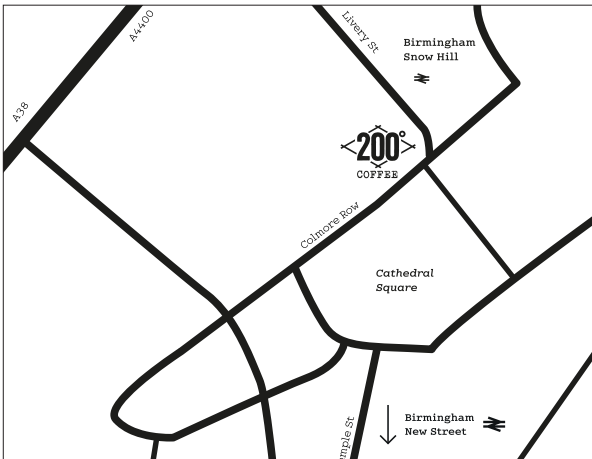 A4400
Livery St
Birmingham
Snow Hill
A38
200°
COFFEE
Colmore Row
Cathedral
Square
Birmingham
New Street